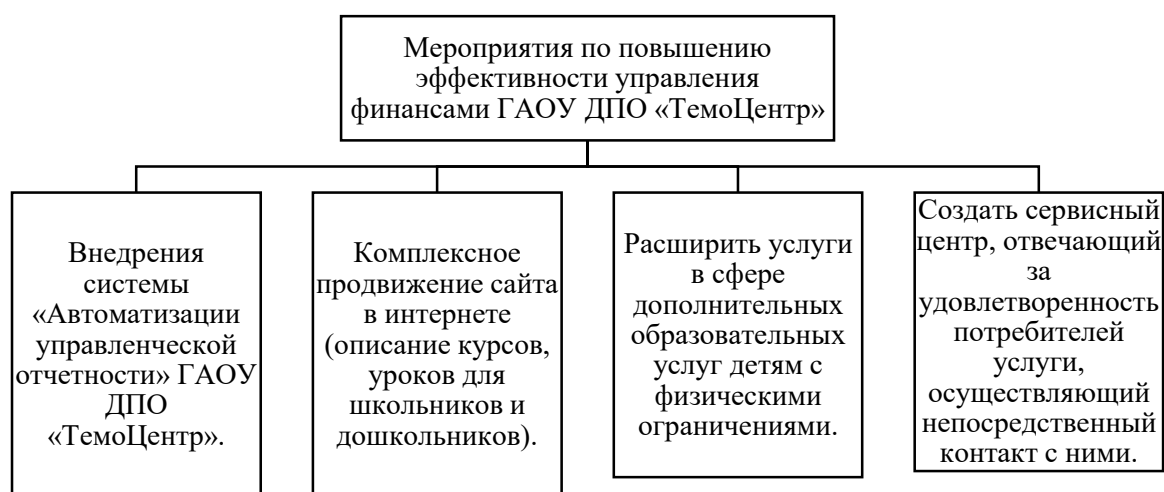 Мероприятия по повышению
эффективности управления
финансами ГАОУ ДПО «ТемоЦентр»
Внедрения
системы
«Автоматизации
управленческой
отчетности» ГАОУ
ДПО
«ТемоЦентр».
Комплексное
продвижение сайта
в интернете
(описание курсов,
уроков для
школьников и
дошкольников).
Расширить услуги
в сфере
дополнительных
образовательных
услуг детям с
физическими
ограничениями.
Создать сервисный
центр, отвечающий
за
удовлетворенность
потребителей
услуги,
осуществляющий
непосредственный
контакт с ними.